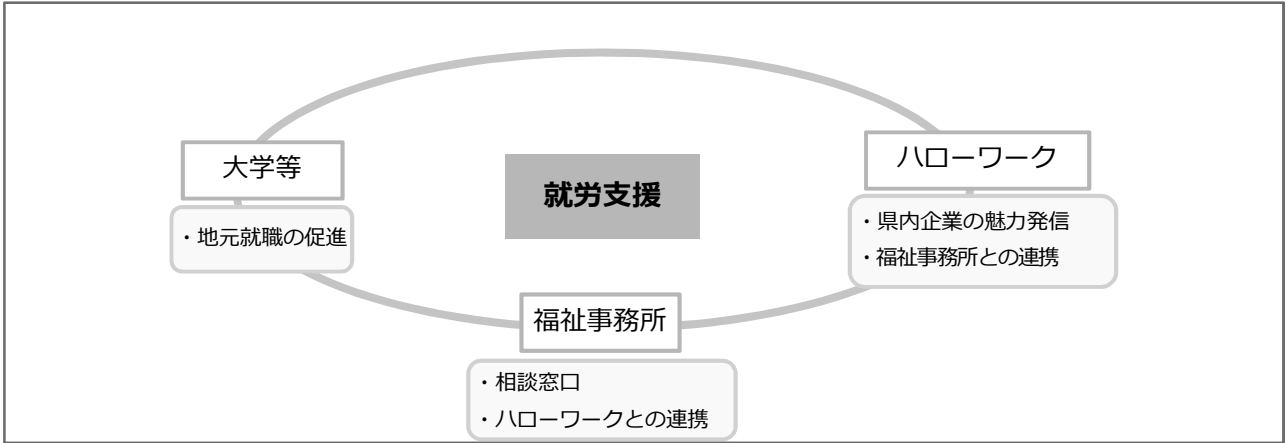 大学等
・地元就職の促進
就労支援
ハローワーク
・県内企業の魅力発信
・福祉事務所との連携
福祉事務所
・相談窓口
・ハローワークとの連携